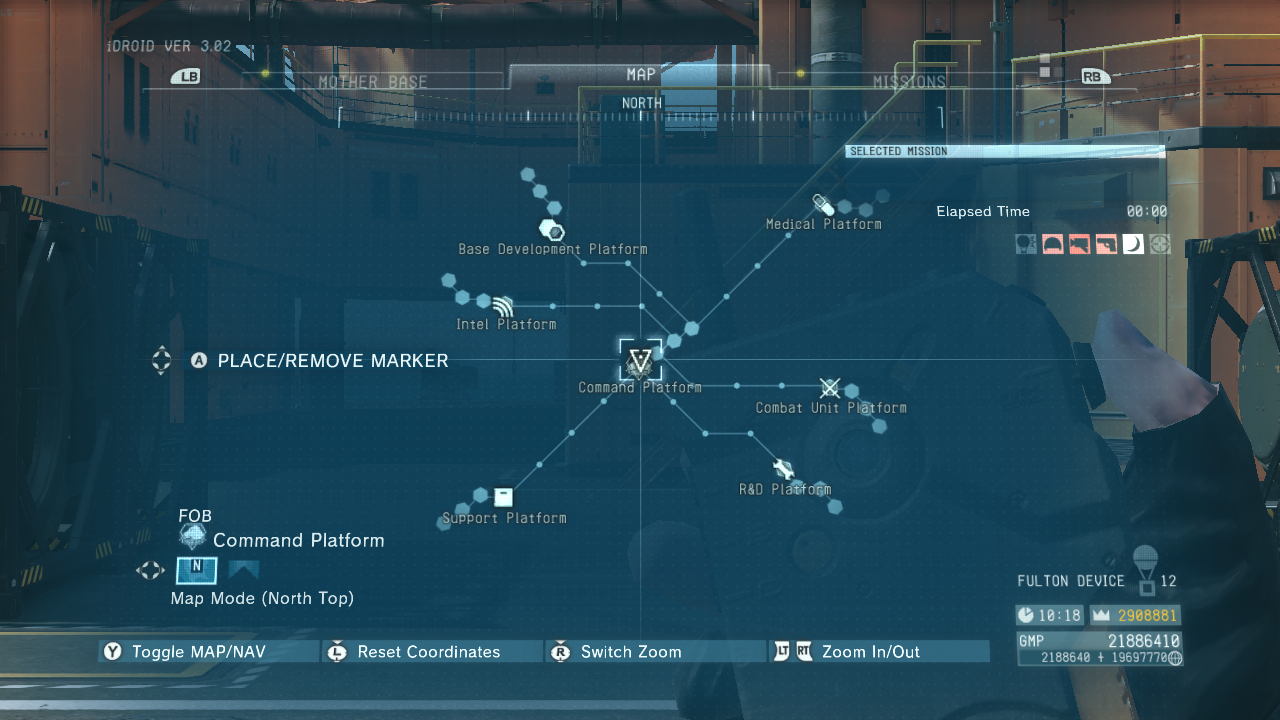 iDROID VER 3.02
LB
MOTHER BASE
MAP
MISSIONS
RB
NORTH
SELECTED MISSION
Elapsed Time 00:00
Medical Platform
Base Development Platform
Intel Platform
A PLACE/REMOVE MARKER
Command Platform
Combat Unit Platform
R&D Platform
Support Platform
FOB
Command Platform
N
Map Mode (North Top)
FULTON DEVICE 12
10:18 2908881
GMP 21886410
2188640 + 19697770
Y Toggle MAP/NAV
L Reset Coordinates
R Switch Zoom
LT RT Zoom In/Out